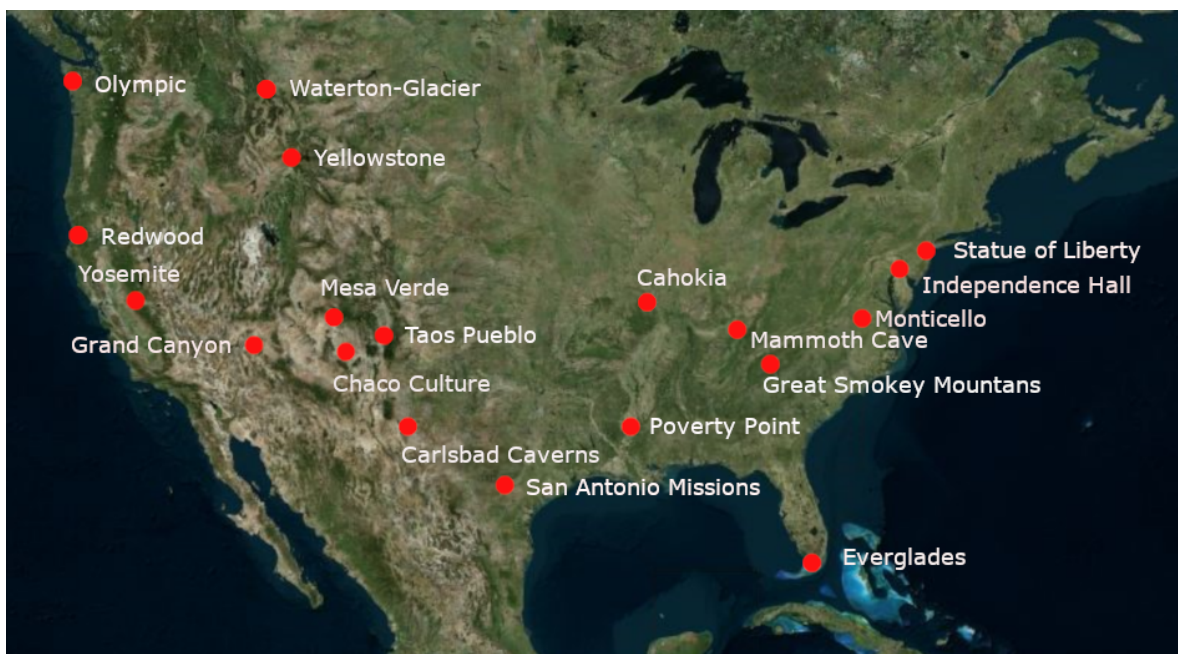 Olympic
Waterton-Glacier
Yellowstone
Redwood
Statue of Liberty
Yosemite
Cahokia
Independence Hall
Mesa Verde
Monticello
Taos Pueblo
Mammoth Cave
Grand Canyon
Chaco Culture
Great Smokey Mountans
Poverty Point
Carlsbad Caverns
San Antonio Missions
Everglades